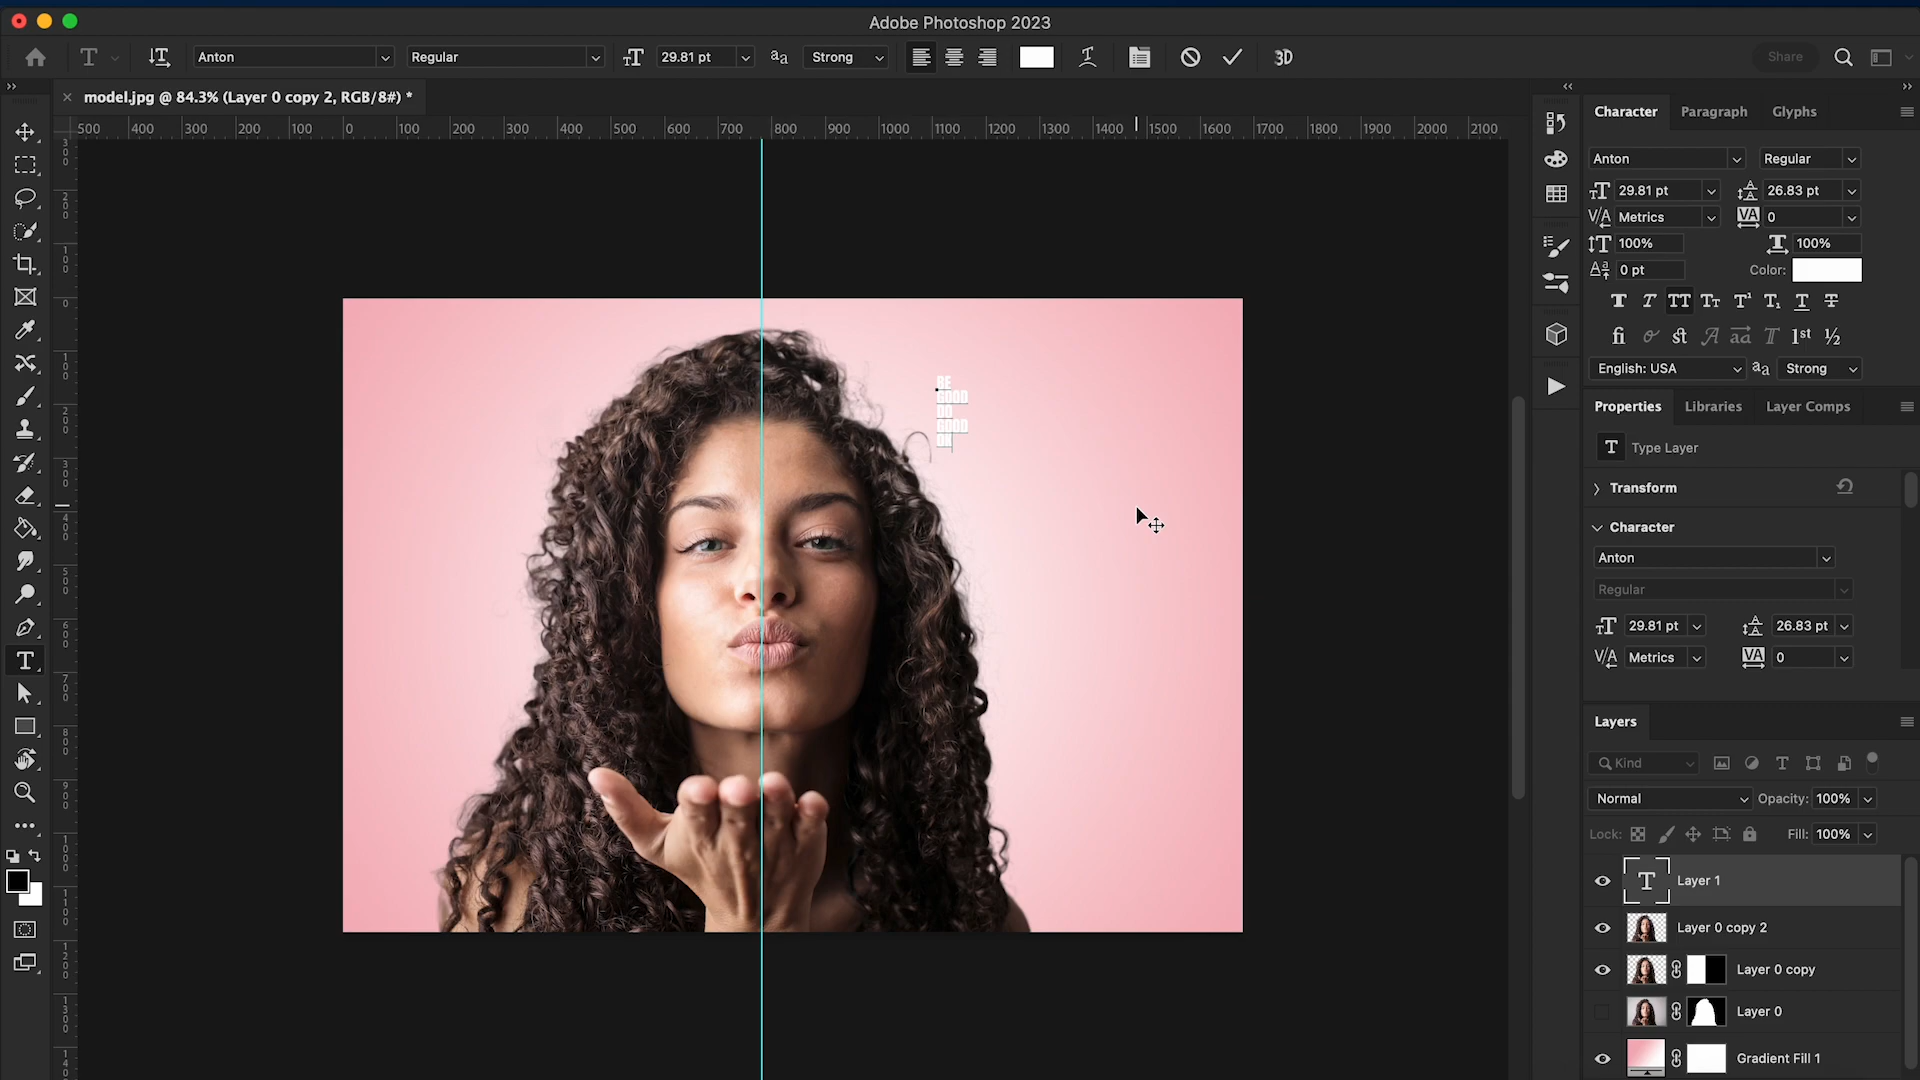 Adobe Photoshop 2023
Anton Regular 29.81 pt Strong 3D Share
model.jpg @ 84.3% (Layer 0 copy 2, RGB/8#) *
500 400 300 200 100 0 100 200 300 400 500 600 700 800 900 1000 1100 1200 1300 1400 1500 1600 1700 1800 1900 2000 2100
BE
GOOD
DO
GOOD
OK
Character Paragraph Glyphs
Anton Regular
29.81 pt 26.83 pt
Metrics 0
100% 100%
0 pt Color:
English: USA Strong
Properties Libraries Layer Comps
Type Layer
Transform
Character
Anton
Regular
29.81 pt 26.83 pt
Metrics 0
Layers
Kind
Normal Opacity: 100%
Lock: Fill: 100%
Layer 1
Layer 0 copy 2
Layer 0 copy
Layer 0
Gradient Fill 1